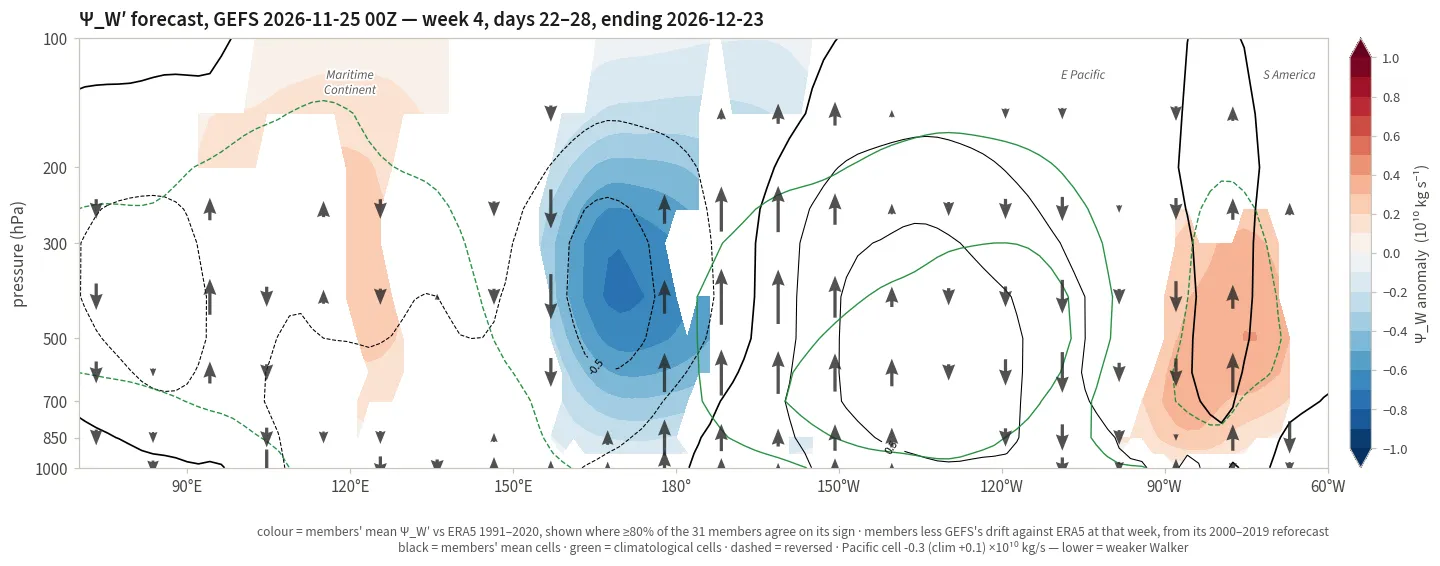 Ψ_W′ forecast, GEFS 2026-11-25 00Z — week 4, days 22–28, ending 2026-12-23
pressure (hPa)
100
200
300
400
500
700
850
1000
Maritime
Continent
E Pacific
S America
-0.5
0.5
90°E
120°E
150°E
180°
150°W
120°W
90°W
60°W
1.0
0.8
0.6
0.4
0.2
0.0
−0.2
−0.4
−0.6
−0.8
−1.0
Ψ_W anomaly (10¹⁰ kg s⁻¹)
colour = members' mean Ψ_W′ vs ERA5 1991–2020, shown where ≥80% of the 31 members agree on its sign · members less GEFS's drift against ERA5 at that week, from its 2000–2019 reforecast
black = members' mean cells · green = climatological cells · dashed = reversed · Pacific cell -0.3 (clim +0.1) ×10¹⁰ kg/s — lower = weaker Walker